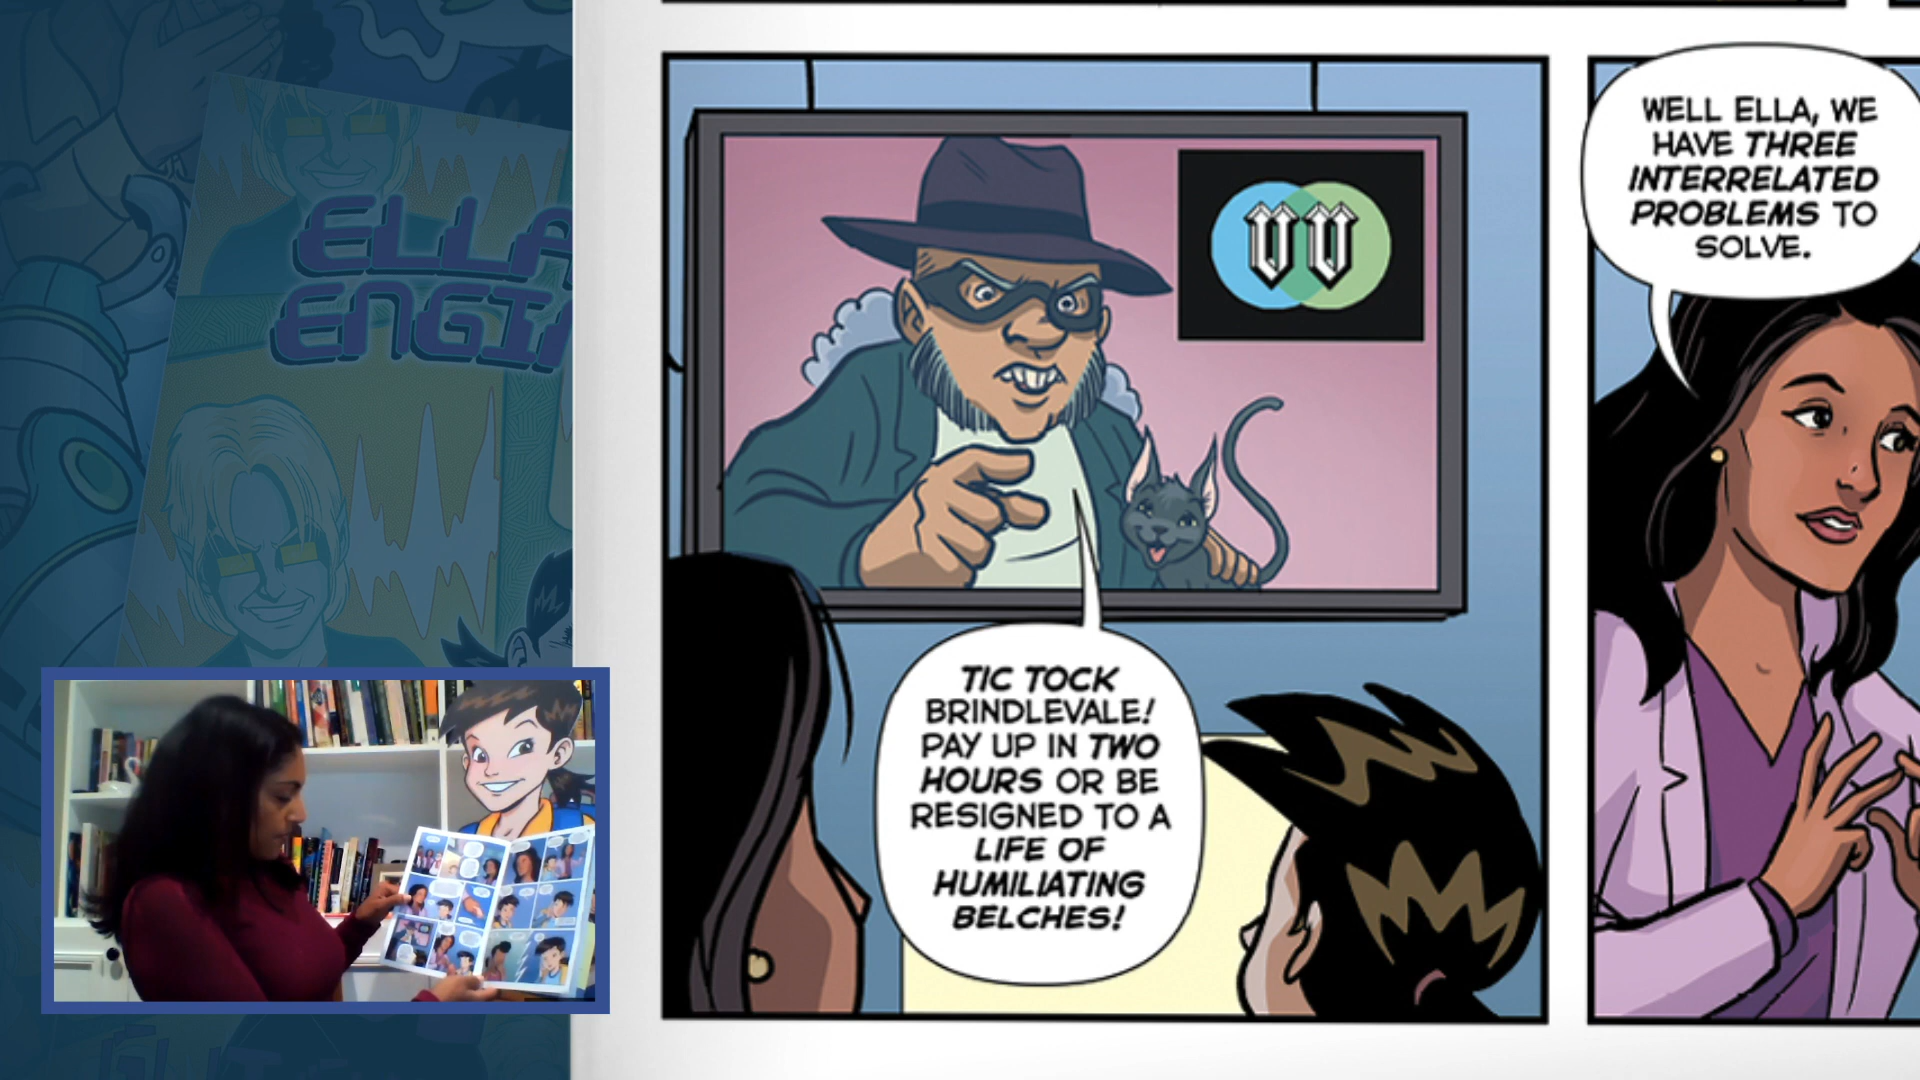 ELLA
ENGI
UU
TIC TOCK
BRINDLEVALE!
PAY UP IN TWO
HOURS OR BE
RESIGNED TO A
LIFE OF
HUMILIATING
BELCHES!
WELL ELLA, WE
HAVE THREE
INTERRELATED
PROBLEMS TO
SOLVE.